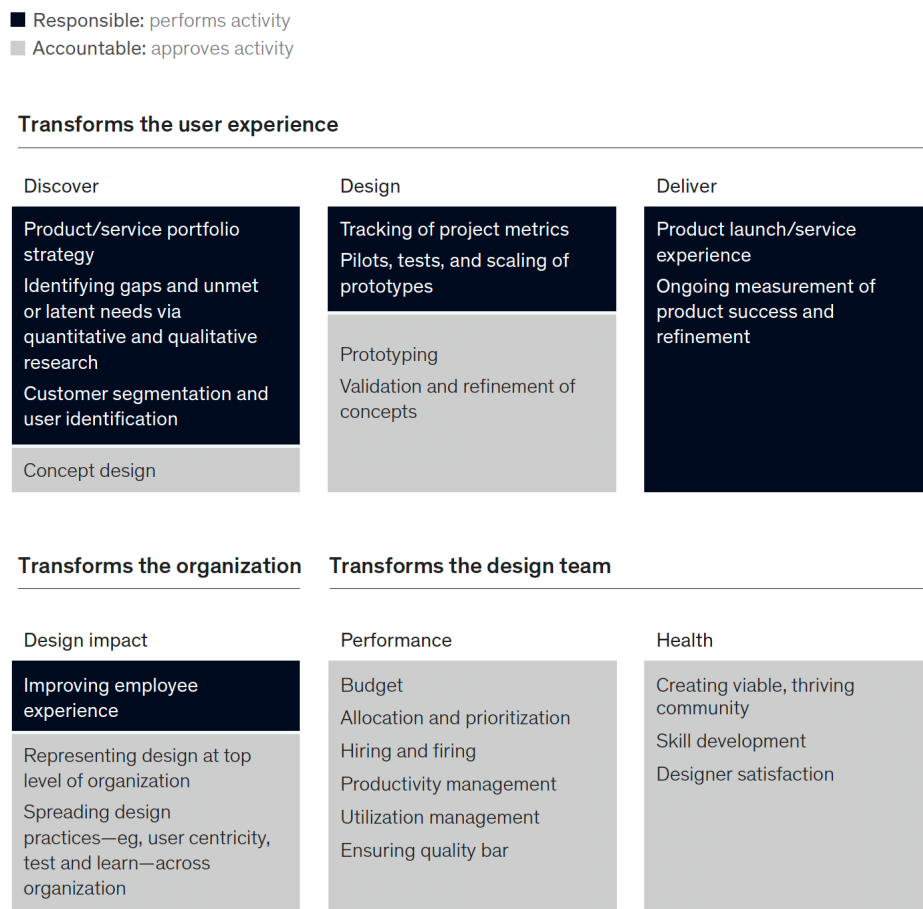 Responsible: performs activity
Accountable: approves activity
Transforms the user experience
Discover
Product/service portfolio
strategy
Identifying gaps and unmet
or latent needs via
quantitative and qualitative
research
Customer segmentation and
user identification
Concept design
Design
Tracking of project metrics
Pilots, tests, and scaling of
prototypes
Prototyping
Validation and refinement of
concepts
Deliver
Product launch/service
experience
Ongoing measurement of
product success and
refinement
Transforms the organization
Design impact
Improving employee
experience
Representing design at top
level of organization
Spreading design
practices—eg, user centricity,
test and learn—across
organization
Transforms the design team
Performance
Budget
Allocation and prioritization
Hiring and firing
Productivity management
Utilization management
Ensuring quality bar
Health
Creating viable, thriving
community
Skill development
Designer satisfaction